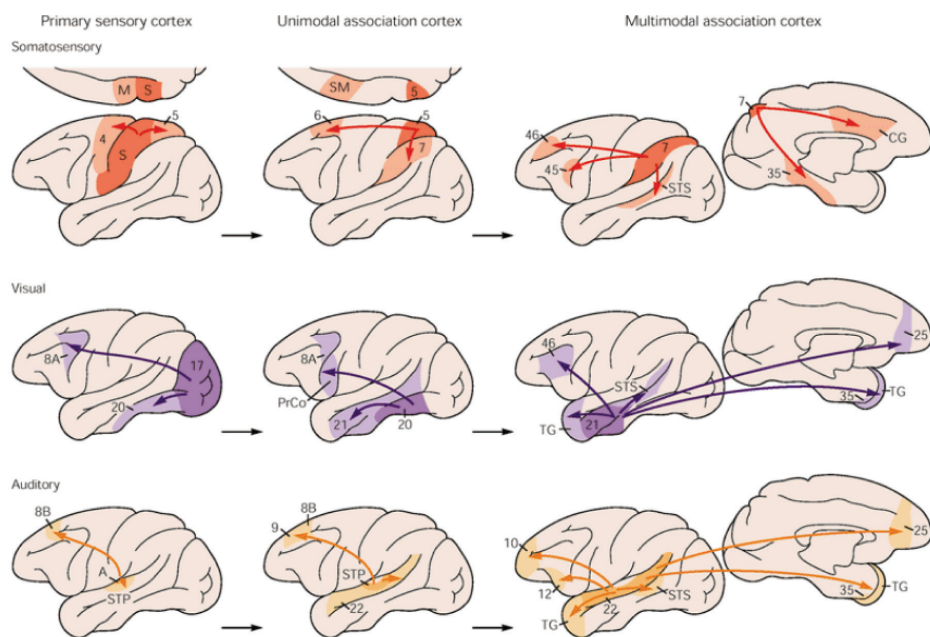 Primary sensory cortex Unimodal association cortex Multimodal association cortex
Somatosensory
M S SM 5
4 S 5 6 5 7 46 45 7 STS 7 CG 35
Visual
8A 17 20 8A PrCo 21 20 46 STS TG 21 25 35 TG
Auditory
8B A STP 9 8B STP 22 10 12 22 STS TG 25 35 TG